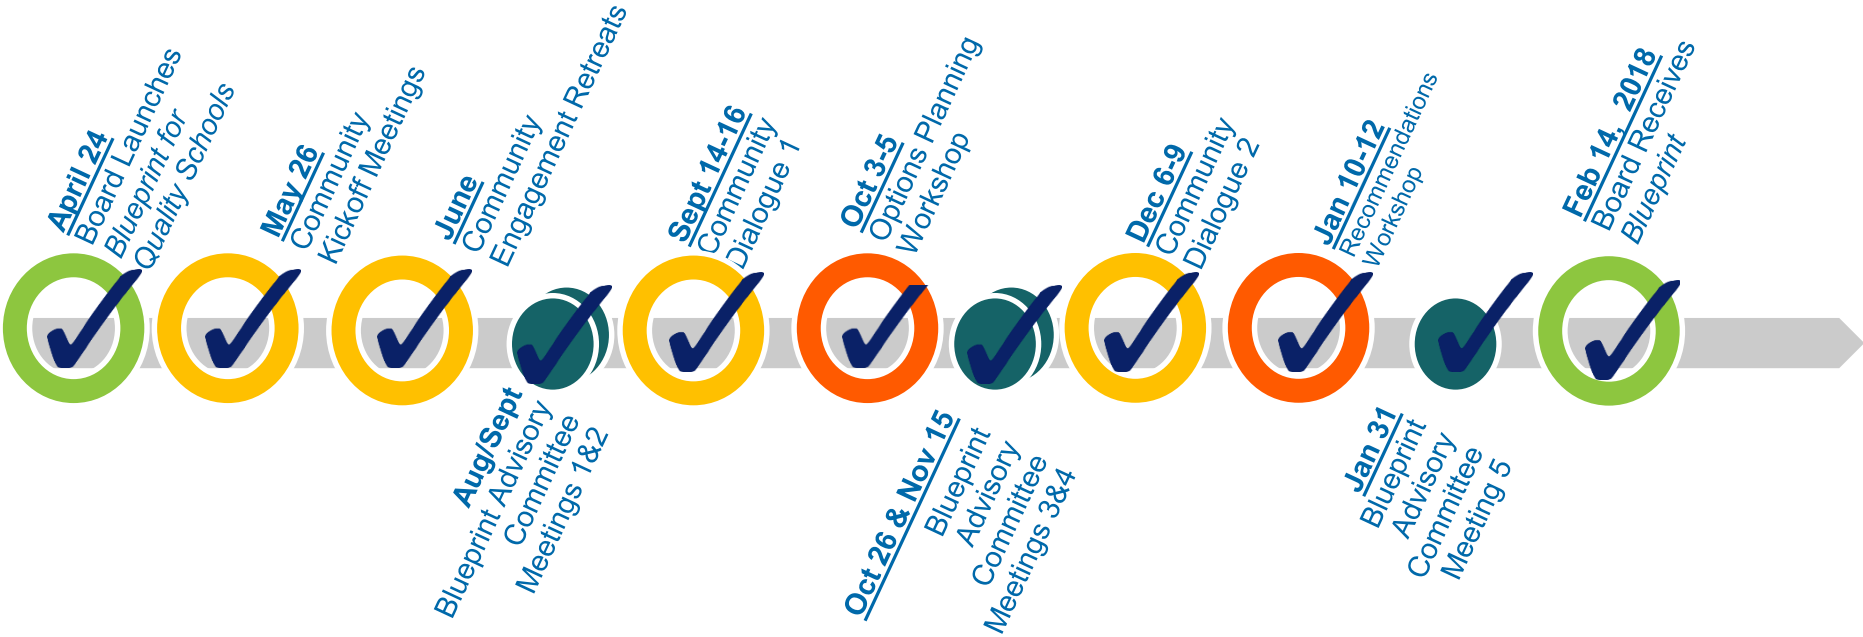 April 24
Board Launches
Blueprint for
Quality Schools
May 26
Community
Kickoff Meetings
June
Community
Engagement Retreats
Aug/Sept
Blueprint Advisory
Committee
Meetings 1&2
Sept 14-16
Community
Dialogue 1
Oct 3-5
Options Planning
Workshop
Oct 26 & Nov 15
Blueprint
Advisory
Committee
Meetings 3&4
Dec 6-9
Community
Dialogue 2
Jan 10-12
Recommendations
Workshop
Jan 31
Blueprint
Advisory
Committee
Meeting 5
Feb 14, 2018
Board Receives
Blueprint